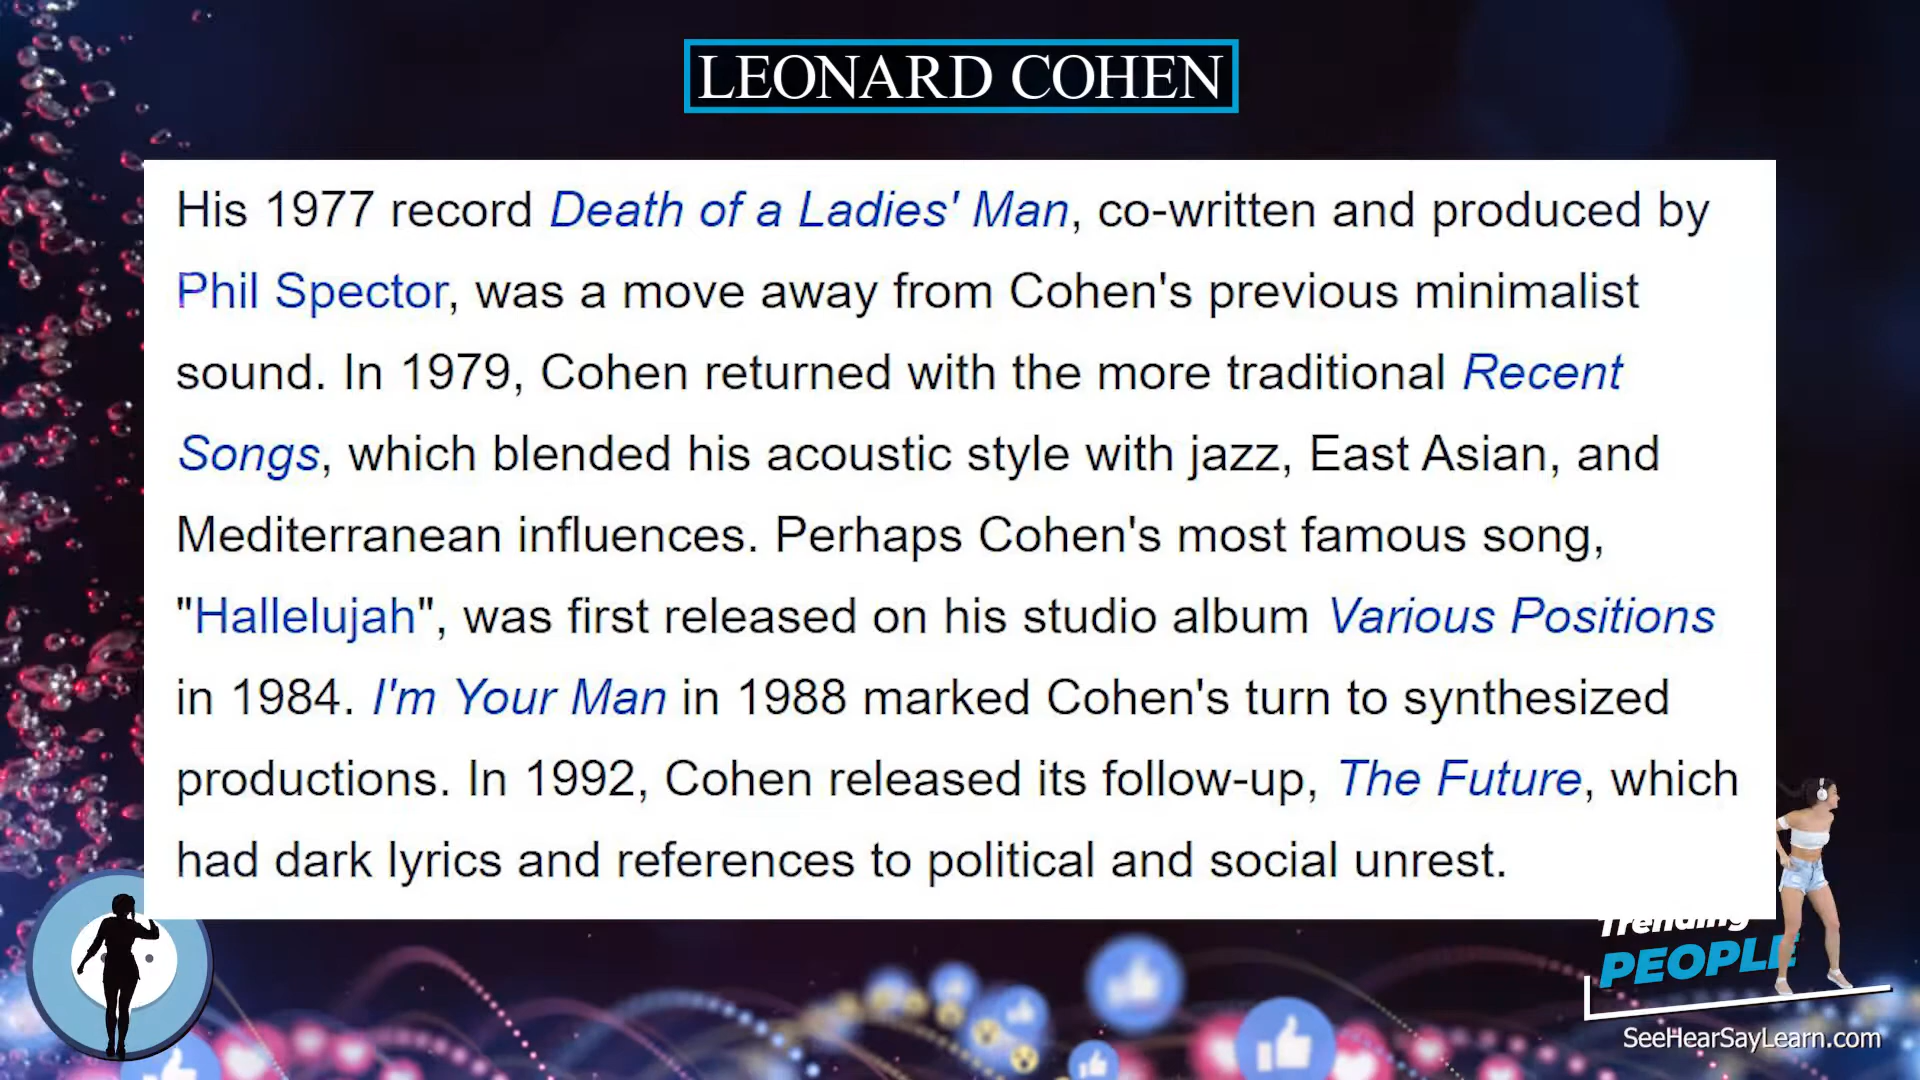 LEONARD COHEN
His 1977 record Death of a Ladies' Man, co-written and produced by
Phil Spector, was a move away from Cohen's previous minimalist
sound. In 1979, Cohen returned with the more traditional Recent
Songs, which blended his acoustic style with jazz, East Asian, and
Mediterranean influences. Perhaps Cohen's most famous song,
"Hallelujah", was first released on his studio album Various Positions
in 1984. I'm Your Man in 1988 marked Cohen's turn to synthesized
productions. In 1992, Cohen released its follow-up, The Future, which
had dark lyrics and references to political and social unrest.
Trending
PEOPLE
SeeHearSayLearn.com